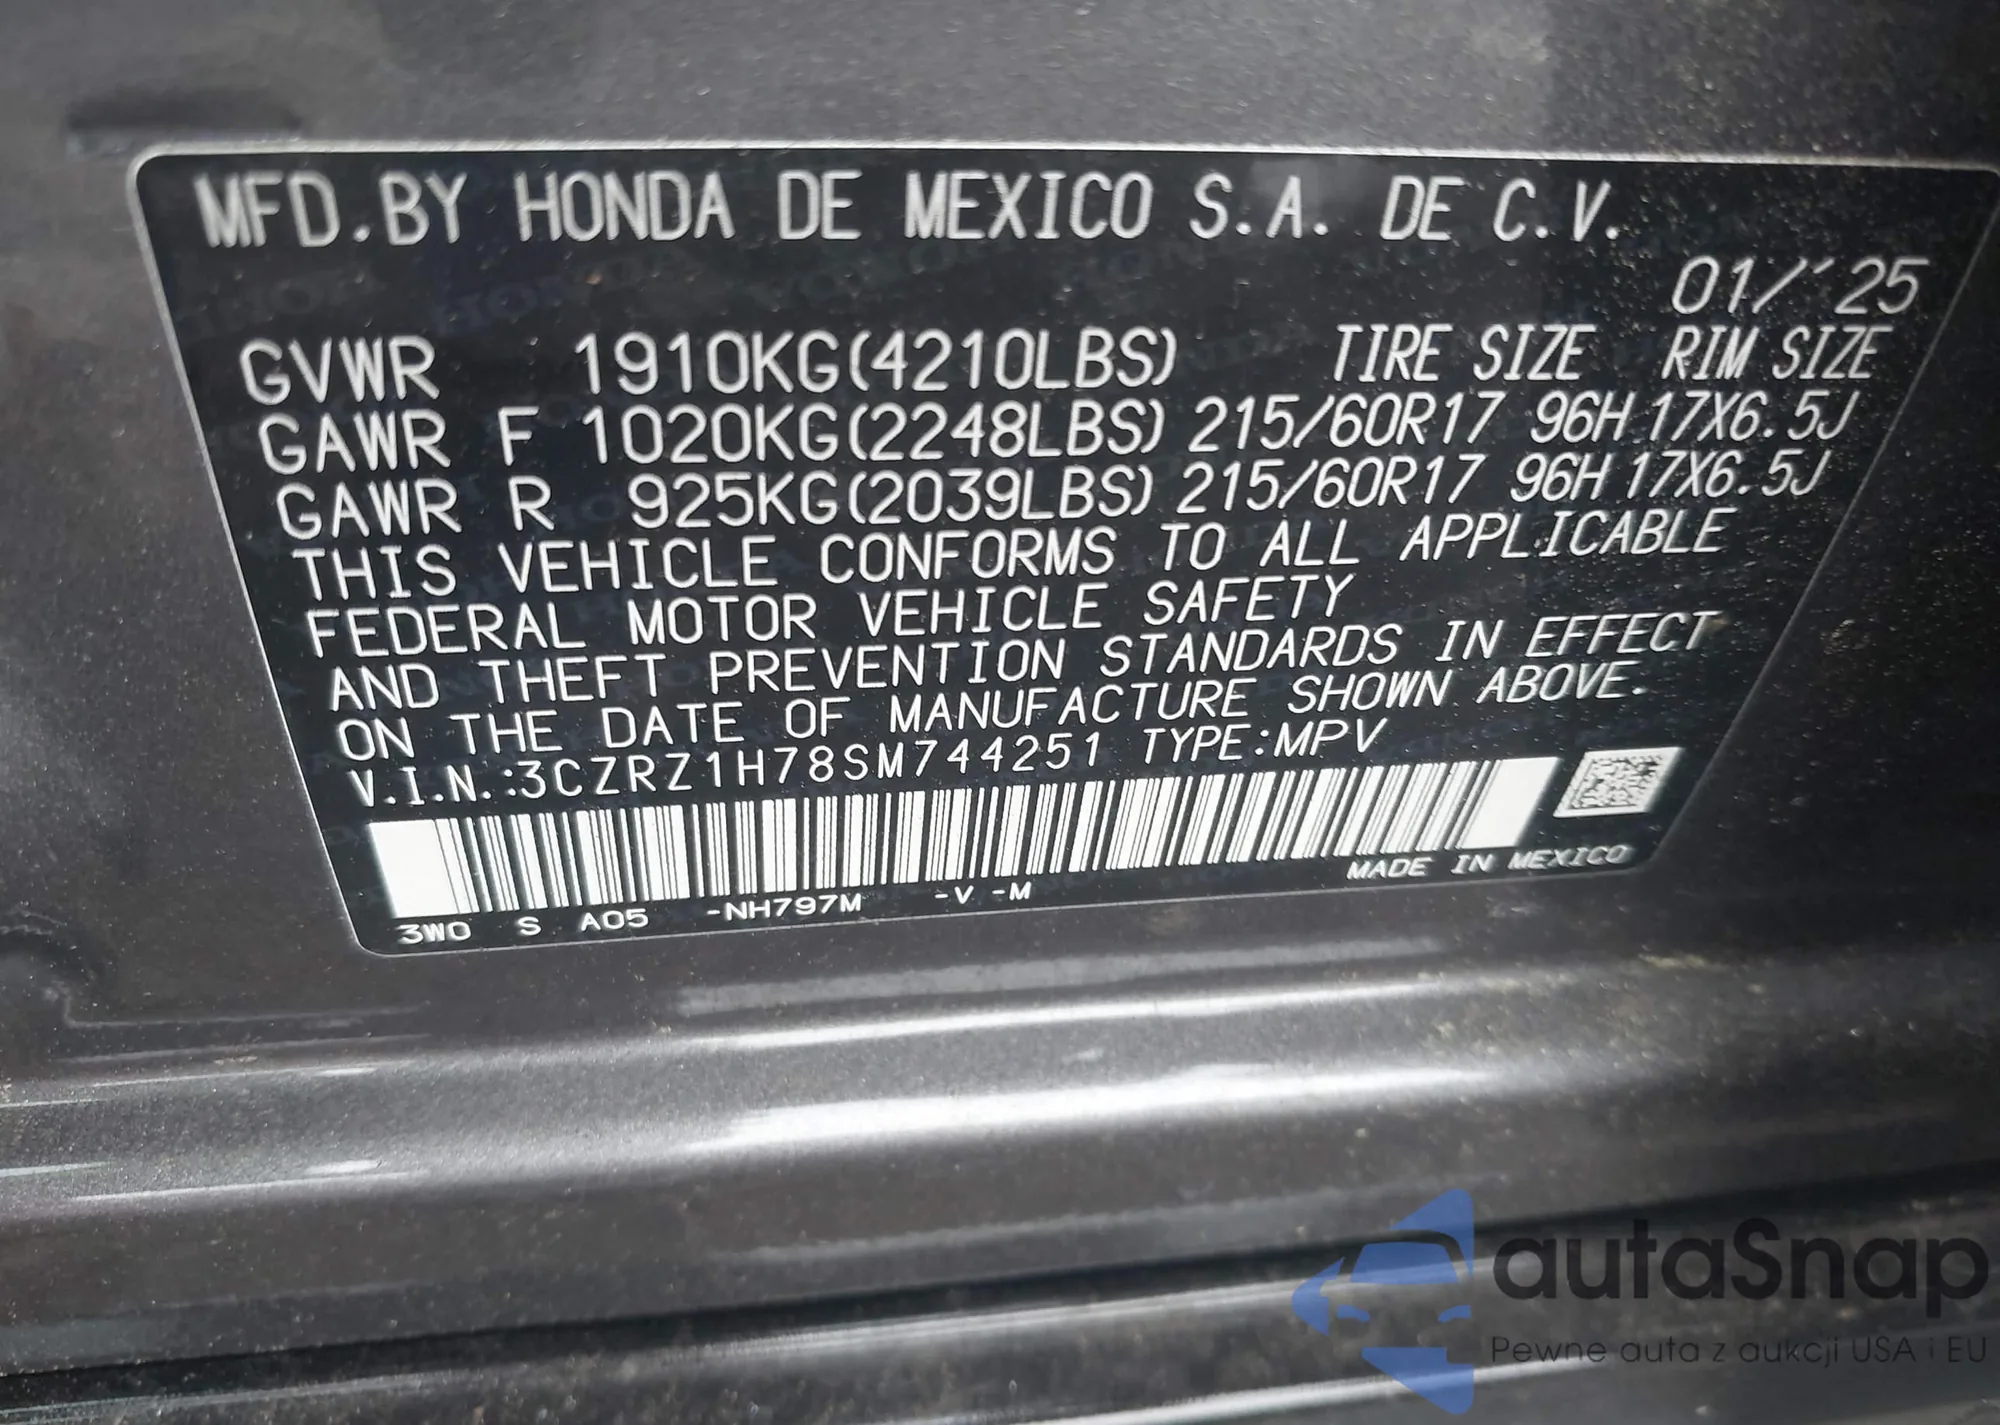 MFD.BY HONDA DE MEXICO S.A. DE C.V.
01/'25
GVWR 1910KG(4210LBS) TIRE SIZE RIM SIZE
GAWR F 1020KG(2248LBS) 215/60R17 96H 17X6.5J
GAWR R 925KG(2039LBS) 215/60R17 96H 17X6.5J
THIS VEHICLE CONFORMS TO ALL APPLICABLE
FEDERAL MOTOR VEHICLE SAFETY
AND THEFT PREVENTION STANDARDS IN EFFECT
ON THE DATE OF MANUFACTURE SHOWN ABOVE.
V.I.N.:3CZRZ1H78SM744251 TYPE:MPV
MADE IN MEXICO
3W0 S A05 -NH797M -V -M
autaSnap
Pewne auta z aukcji USA i EU